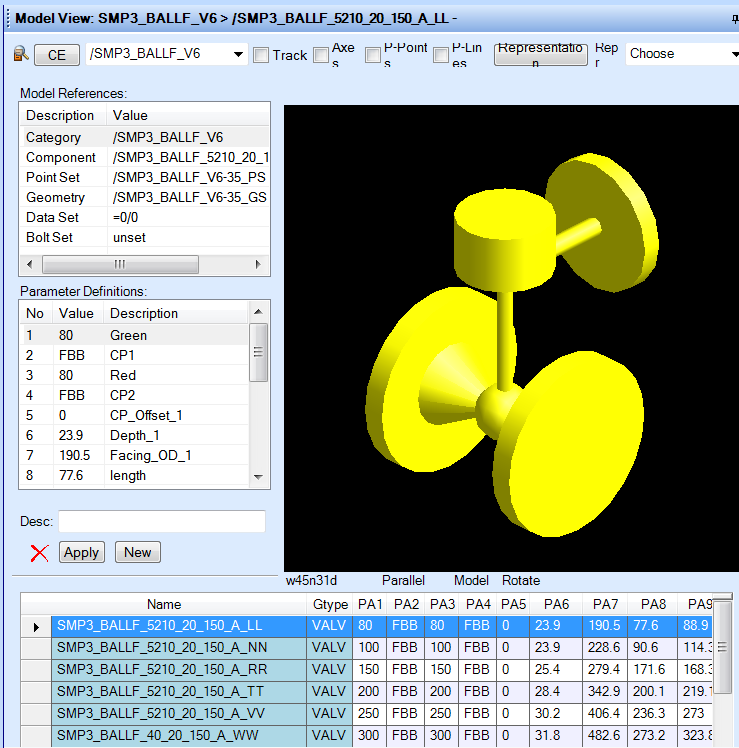 Model View: SMP3_BALLF_V6 > /SMP3_BALLF_5210_20_150_A_LL -
CE /SMP3_BALLF_V6 Track Axes P-Points P-Lines Representation Repr Choose
Model References:
Description Value
Category /SMP3_BALLF_V6
Component /SMP3_BALLF_5210_20_1
Point Set /SMP3_BALLF_V6-35_PS
Geometry /SMP3_BALLF_V6-35_GS
Data Set =0/0
Bolt Set unset
Parameter Definitions:
No Value Description
1 80 Green
2 FBB CP1
3 80 Red
4 FBB CP2
5 0 CP_Offset_1
6 23.9 Depth_1
7 190.5 Facing_OD_1
8 77.6 length
Desc:
Apply New
w45n31d Parallel Model Rotate
Name Gtype PA1 PA2 PA3 PA4 PA5 PA6 PA7 PA8 PA9
SMP3_BALLF_5210_20_150_A_LL VALV 80 FBB 80 FBB 0 23.9 190.5 77.6 88.9
SMP3_BALLF_5210_20_150_A_NN VALV 100 FBB 100 FBB 0 23.9 228.6 90.6 114.3
SMP3_BALLF_5210_20_150_A_RR VALV 150 FBB 150 FBB 0 25.4 279.4 171.6 168.3
SMP3_BALLF_5210_20_150_A_TT VALV 200 FBB 200 FBB 0 28.4 342.9 200.1 219.1
SMP3_BALLF_5210_20_150_A_VV VALV 250 FBB 250 FBB 0 30.2 406.4 236.3 273
SMP3_BALLF_40_20_150_A_WW VALV 300 FBB 300 FBB 0 31.8 482.6 273.2 323.8